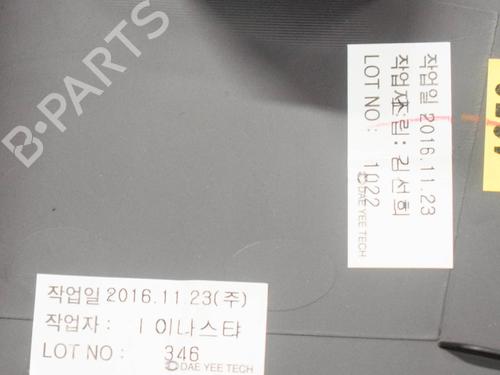 B-PARTS
작업일 2016.11.23
작업자조림: 김선희
LOT NO: 1022
DAE YEE TECH
작업일 2016.11.23(주)
작업자: I 이나스타
LOT NO: 346
DAE YEE TECH